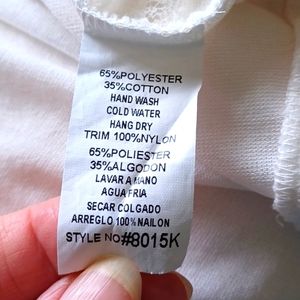 65%POLYESTER
35%COTTON
HAND WASH
COLD WATER
HANG DRY
TRIM 100%NYLON
65%POLIESTER
35%ALGODON
LAVAR A MANO
AGUA FRIA
SECAR COLGADO
ARREGLO 100%NAILON
STYLE NO#8015K